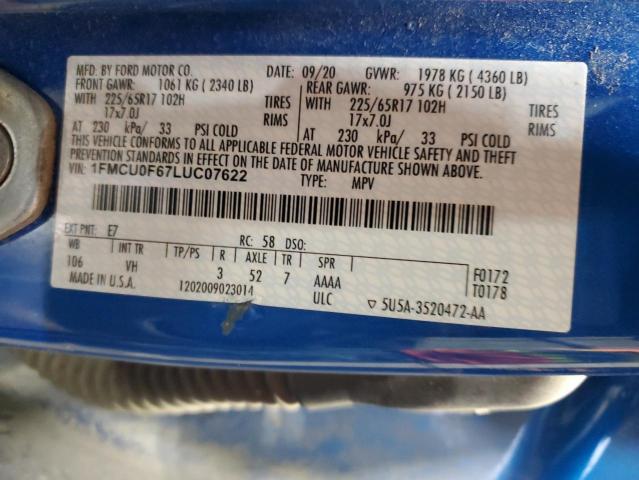 MFD. BY FORD MOTOR CO. DATE: 09/20 GVWR: 1978 KG ( 4360 LB)
FRONT GAWR: 1061 KG ( 2340 LB) REAR GAWR: 975 KG ( 2150 LB)
WITH 225/65R17 102H TIRES WITH 225/65R17 102H TIRES
17x7.0J RIMS 17x7.0J RIMS
AT 230 kPa/ 33 PSI COLD AT 230 kPa/ 33 PSI COLD
THIS VEHICLE CONFORMS TO ALL APPLICABLE FEDERAL MOTOR VEHICLE SAFETY AND THEFT
PREVENTION STANDARDS IN EFFECT ON THE DATE OF MANUFACTURE SHOWN ABOVE.
VIN: 1FMCU0F67LUC07622 TYPE: MPV
EXT PNT: E7 RC: 58 DSO:
WB INT TR TP/PS R AXLE TR SPR F0172
106 VH 3 52 7 AAAA T0178
MADE IN U.S.A. 1202009023014 ULC ▽ 5U5A-3520472-AA